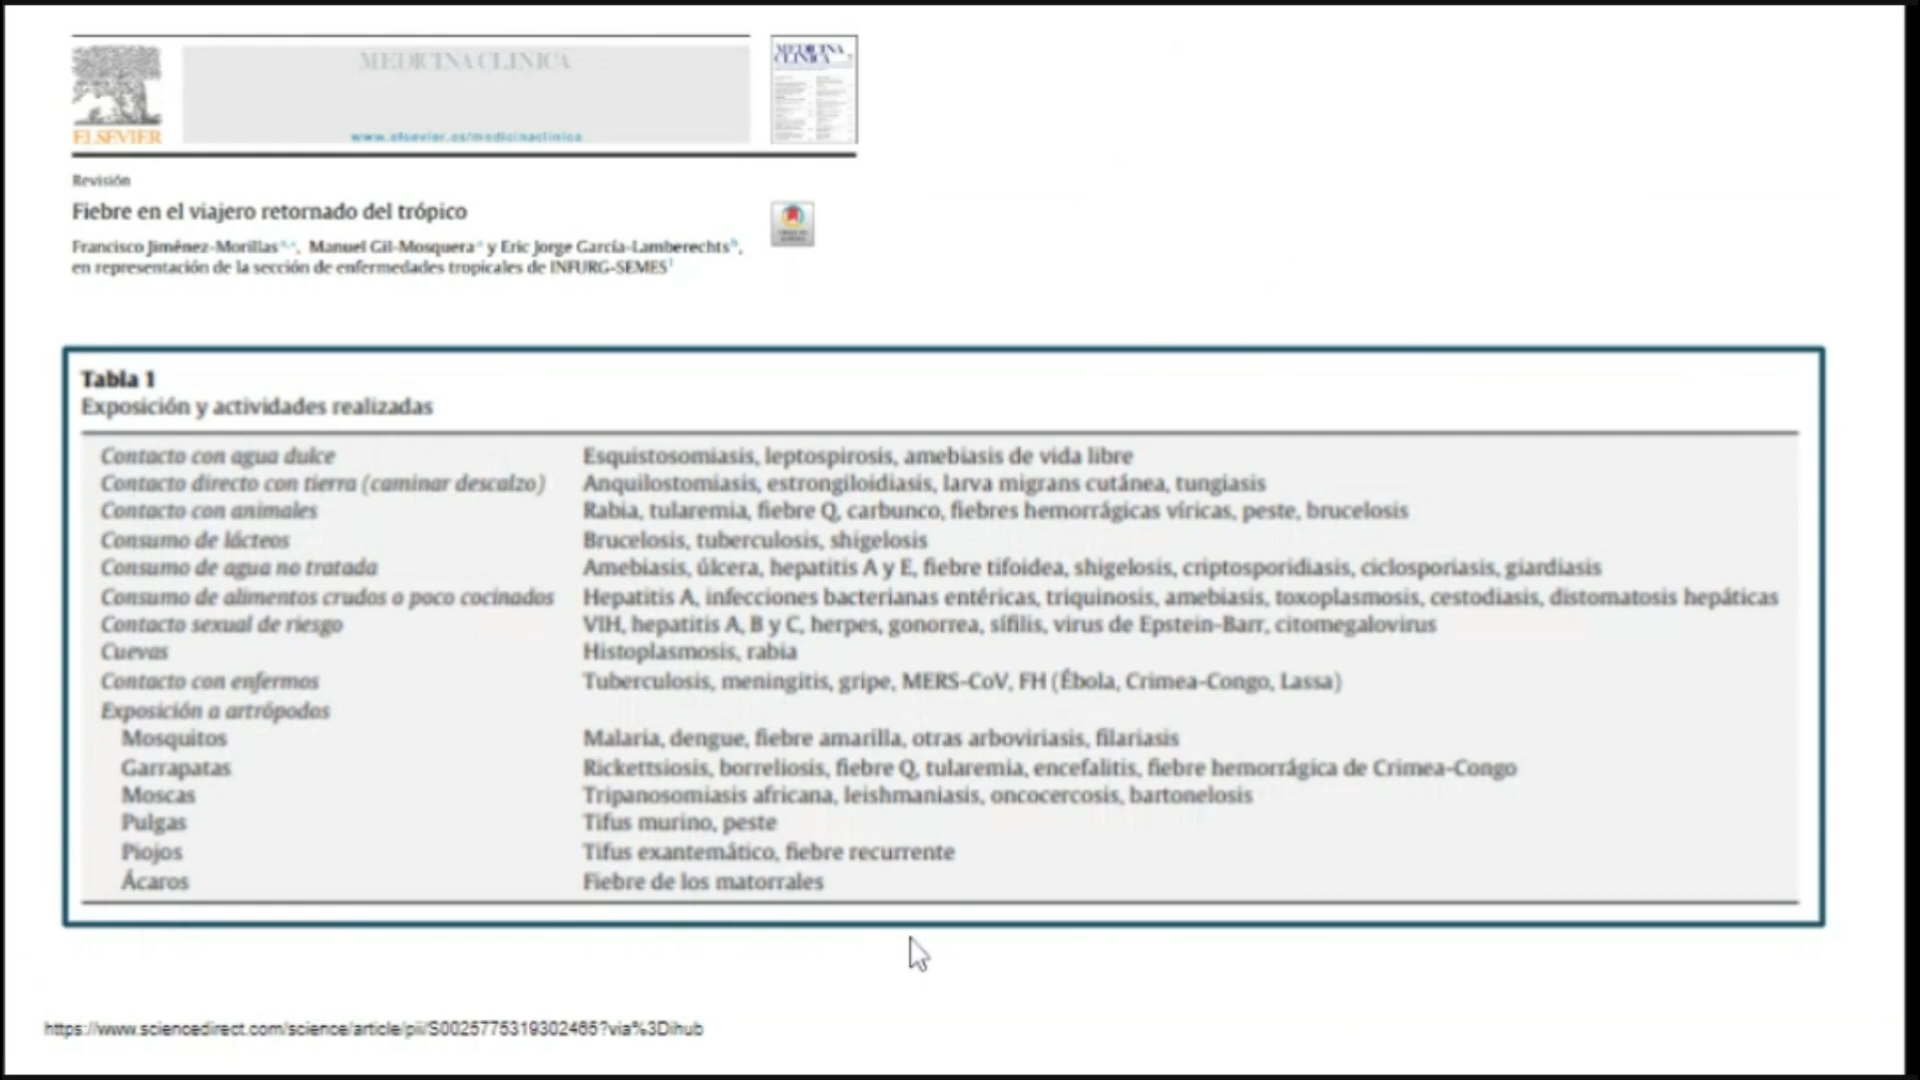 MEDICINA CLINICA
www.elsevier.es/medicinaclinica
ELSEVIER
MEDICINA CLINICA
Revisión
Fiebre en el viajero retornado del trópico
Francisco Jiménez-Morillas, Manuel Gil-Mosquera y Eric Jorge García-Lamberechts,
en representación de la sección de enfermedades tropicales de INFURG-SEMES
Tabla 1
Exposición y actividades realizadas
Contacto con agua dulce Esquistosomiasis, leptospirosis, amebiasis de vida libre
Contacto directo con tierra (caminar descalzo) Anquilostomiasis, estrongiloidiasis, larva migrans cutánea, tungiasis
Contacto con animales Rabia, tularemia, fiebre Q, carbunco, fiebres hemorrágicas víricas, peste, brucelosis
Consumo de lácteos Brucelosis, tuberculosis, shigelosis
Consumo de agua no tratada Amebiasis, úlcera, hepatitis A y E, fiebre tifoidea, shigelosis, criptosporidiasis, ciclosporiasis, giardiasis
Consumo de alimentos crudos o poco cocinados Hepatitis A, infecciones bacterianas entéricas, triquinosis, amebiasis, toxoplasmosis, cestodiasis, distomatosis hepáticas
Contacto sexual de riesgo VIH, hepatitis A, B y C, herpes, gonorrea, sífilis, virus de Epstein-Barr, citomegalovirus
Cuevas Histoplasmosis, rabia
Contacto con enfermos Tuberculosis, meningitis, gripe, MERS-CoV, FH (Ébola, Crimea-Congo, Lassa)
Exposición a artrópodos
Mosquitos Malaria, dengue, fiebre amarilla, otras arboviriasis, filariasis
Garrapatas Rickettsiosis, borreliosis, fiebre Q, tularemia, encefalitis, fiebre hemorrágica de Crimea-Congo
Moscas Tripanosomiasis africana, leishmaniasis, oncocercosis, bartonelosis
Pulgas Tifus murino, peste
Piojos Tifus exantemático, fiebre recurrente
Ácaros Fiebre de los matorrales
https://www.sciencedirect.com/science/article/pii/S0025775319302465?via%3Dihub